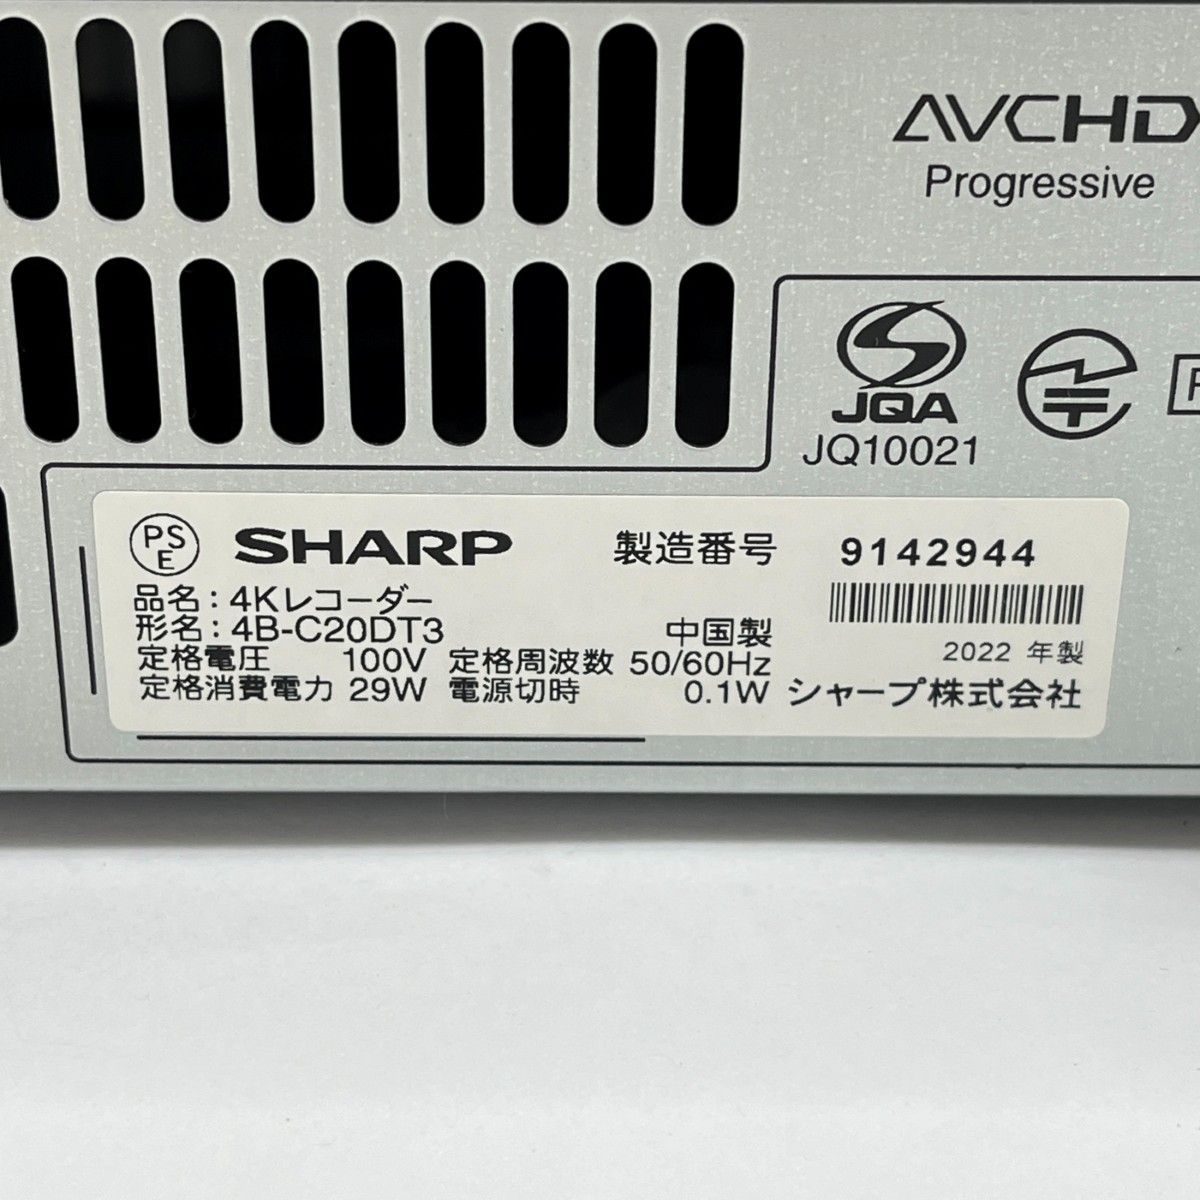 AVCHD
Progressive
JQA
JQ10021
PSE SHARP 製造番号 9142944
品名：4Kレコーダー
形名：4B-C20DT3 中国製
2022 年製
定格電圧 100V 定格周波数 50/60Hz
定格消費電力 29W 電源切時 0.1W シャープ株式会社